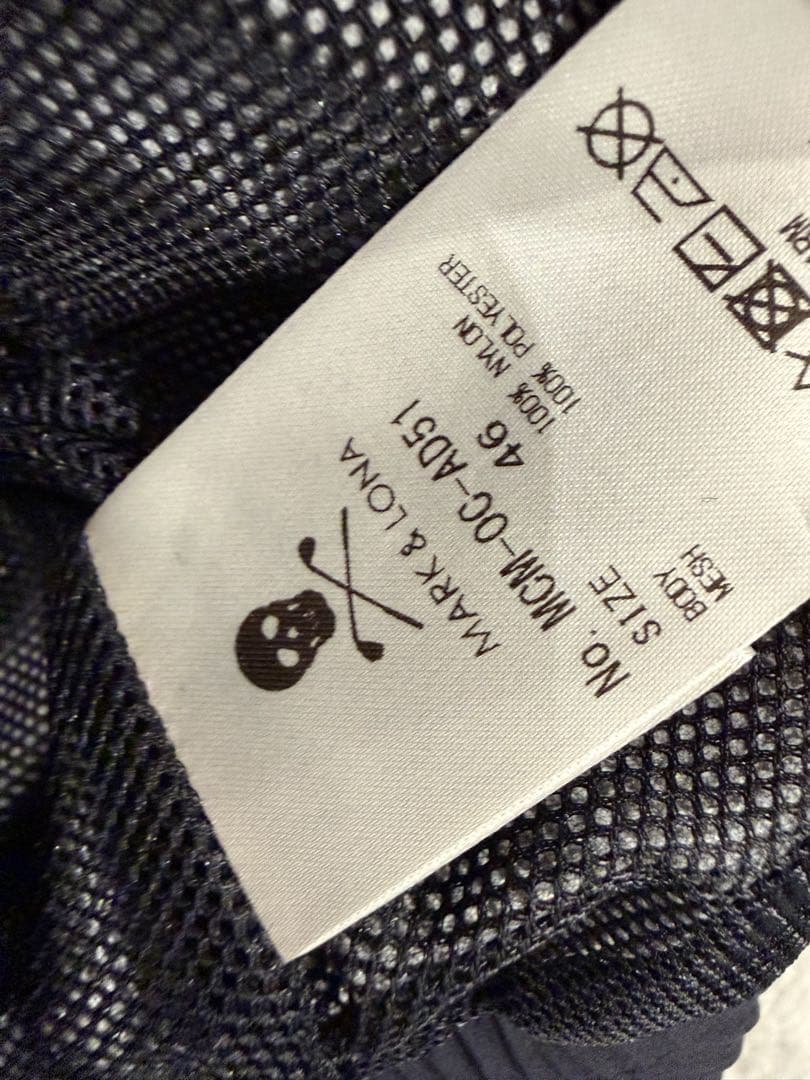 MARK & LONA
No. MCM-OC-AD51
SIZE 46
BODY 100% NYLON
MESH 100% POLYESTER